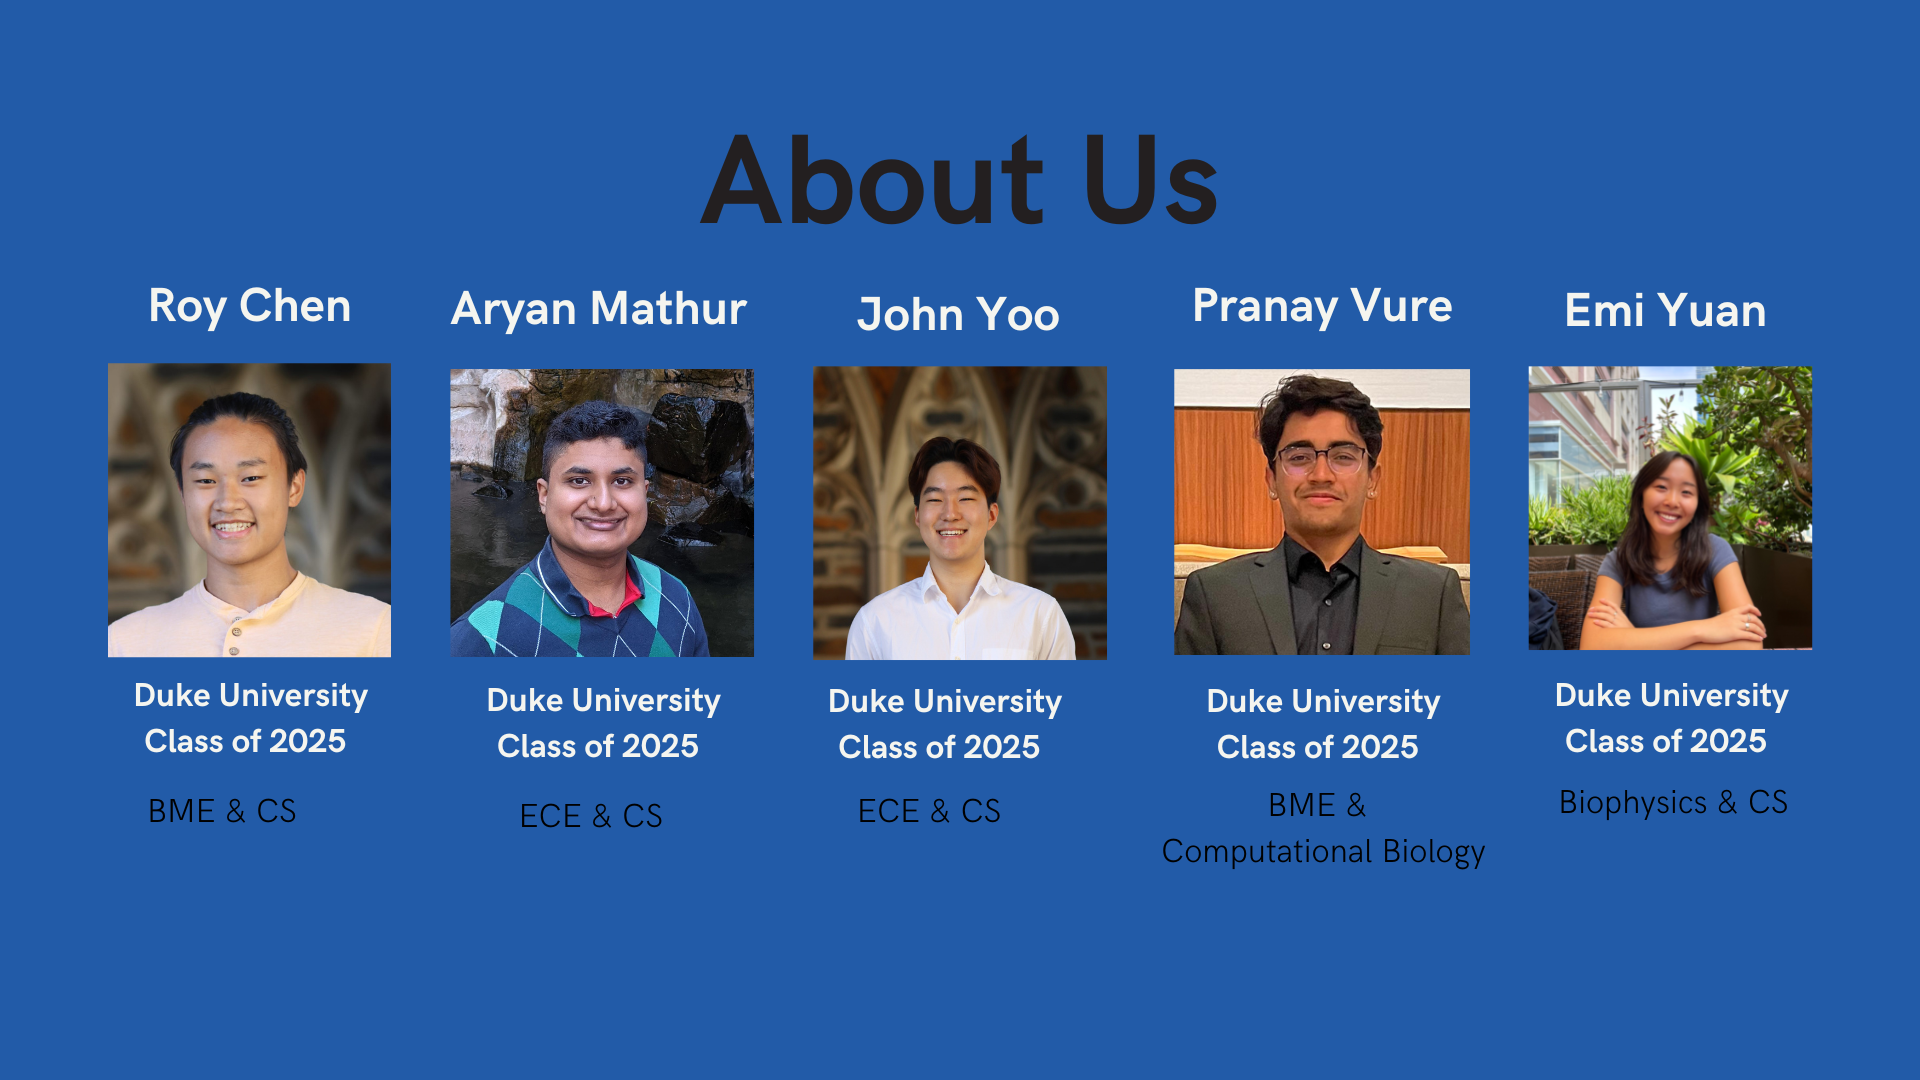 About Us
Roy Chen
Duke University
Class of 2025
BME & CS
Aryan Mathur
Duke University
Class of 2025
ECE & CS
John Yoo
Duke University
Class of 2025
ECE & CS
Pranay Vure
Duke University
Class of 2025
BME &
Computational Biology
Emi Yuan
Duke University
Class of 2025
Biophysics & CS